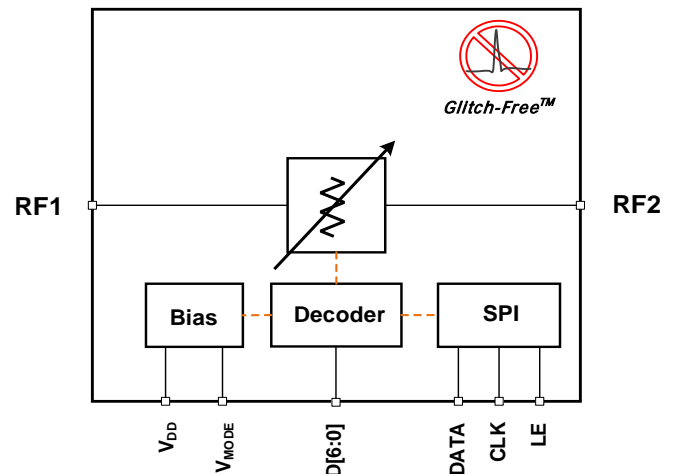 Glitch-Free™
RF1
RF2
Bias
Decoder
SPI
VDD
VMODE
D[6:0]
DATA
CLK
LE